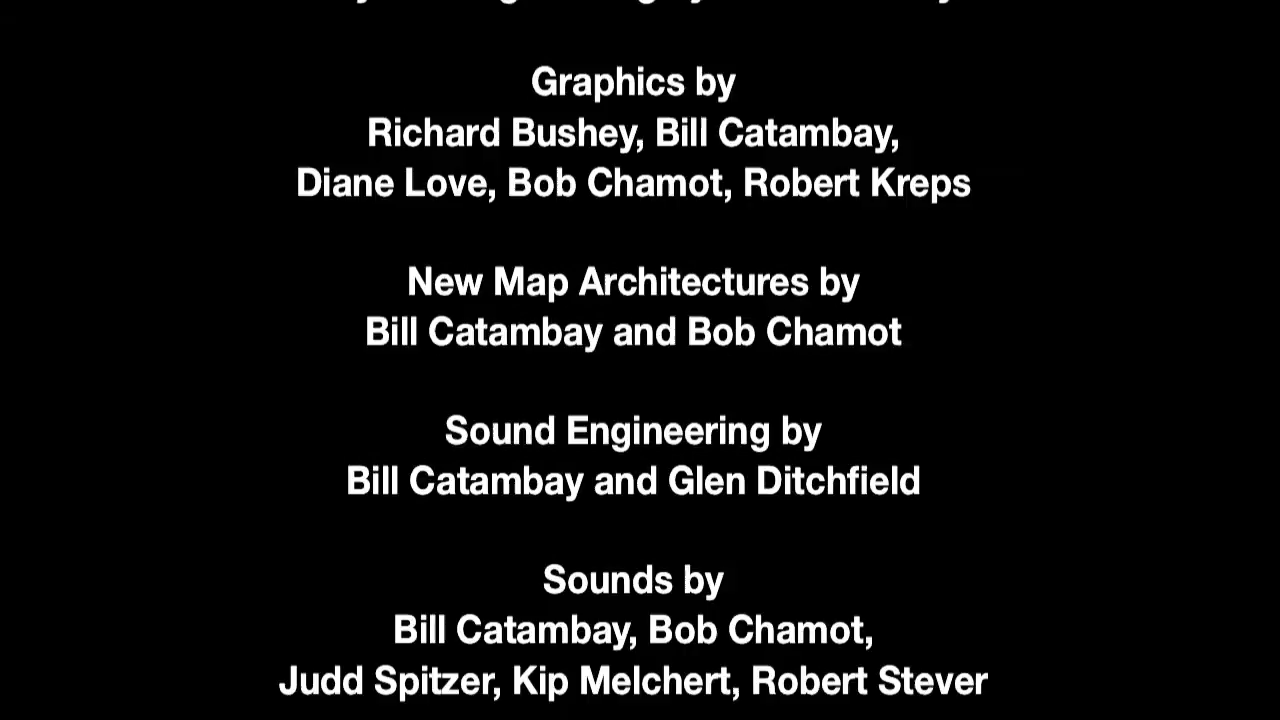 Graphics by
Richard Bushey, Bill Catambay,
Diane Love, Bob Chamot, Robert Kreps
New Map Architectures by
Bill Catambay and Bob Chamot
Sound Engineering by
Bill Catambay and Glen Ditchfield
Sounds by
Bill Catambay, Bob Chamot,
Judd Spitzer, Kip Melchert, Robert Stever